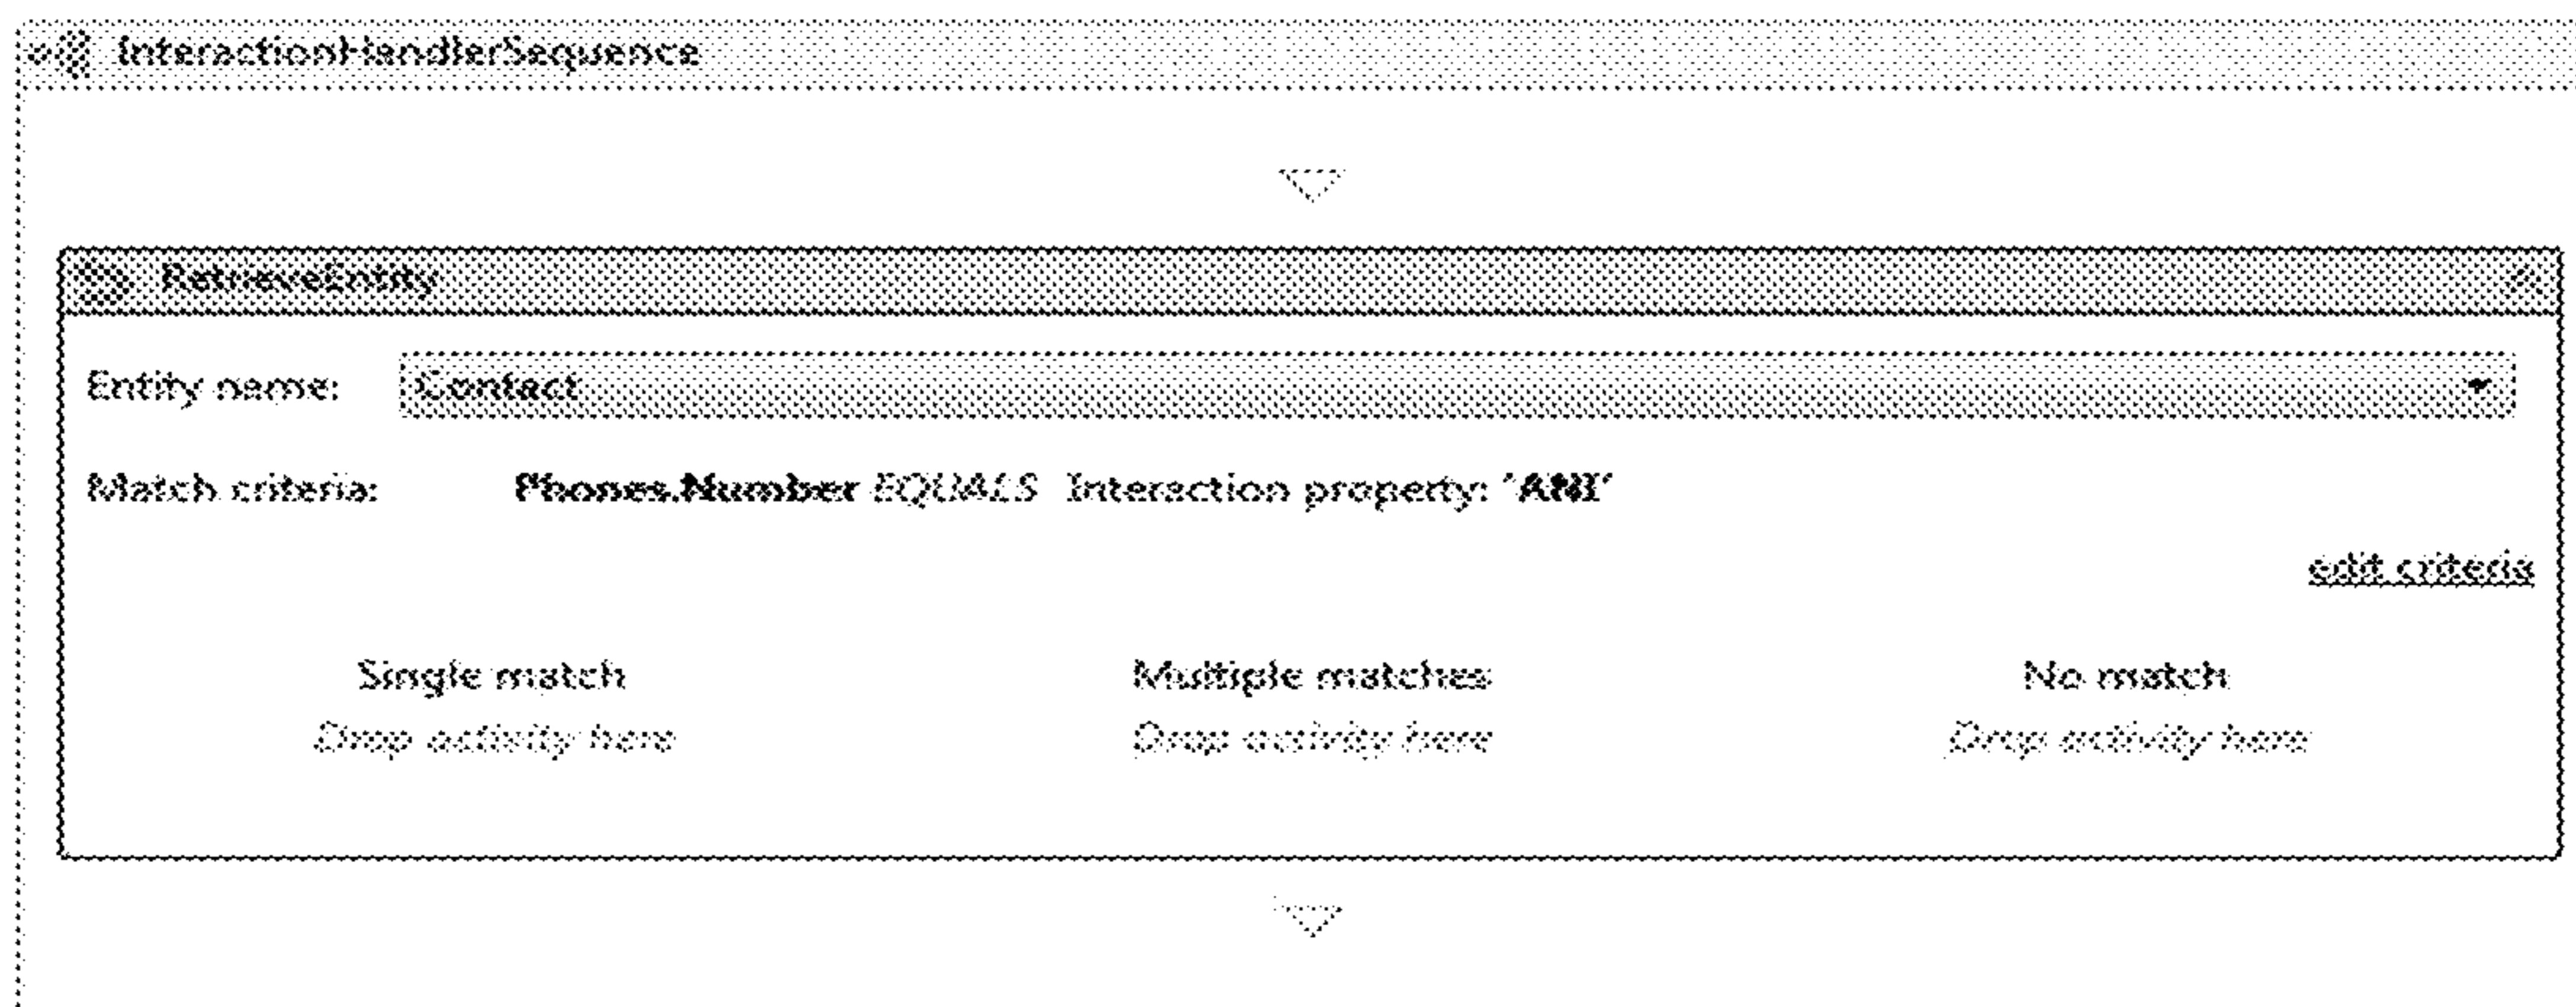 InteractionHandlerSequence
RetrieveEntity
Entity name: Contact
Match criteria: Phones.Number EQUALS Interaction property: 'ANI'
edit criteria
Single match Multiple matches No match
Drop activity here Drop activity here Drop activity here